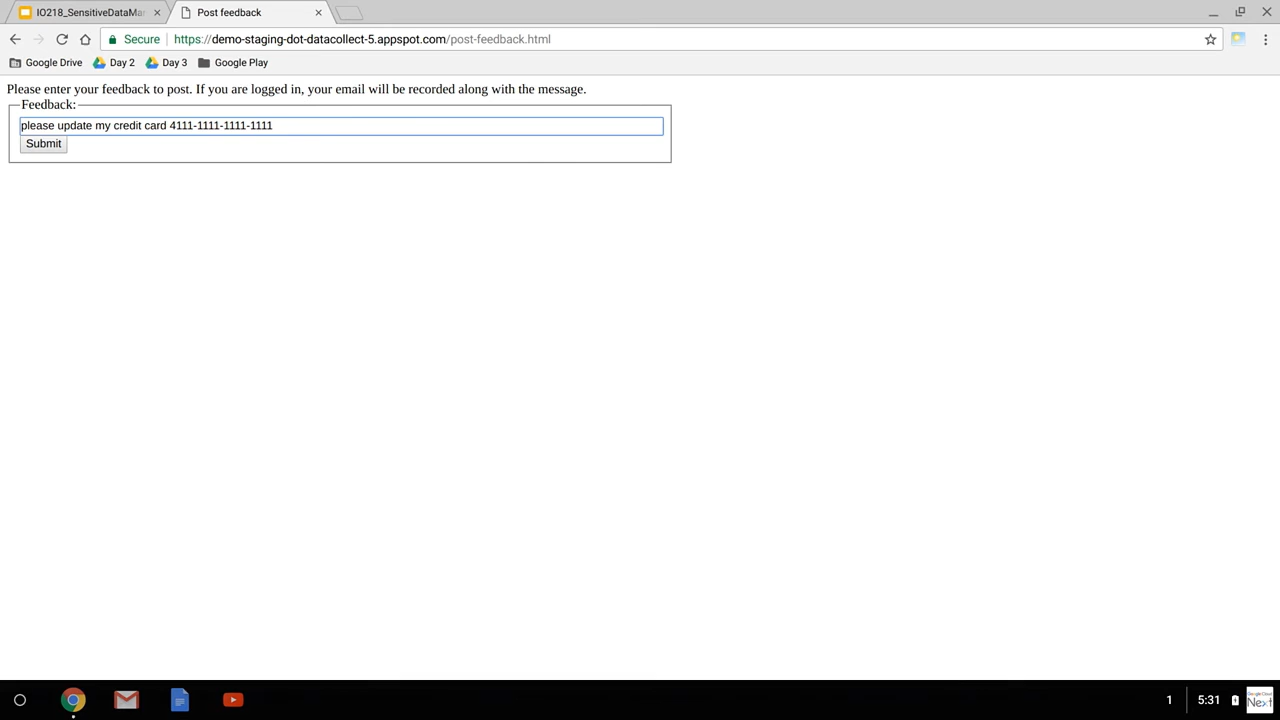 IO218_SensitiveDataMa
Post feedback
Secure
https://demo-staging-dot-datacollect-5.appspot.com/post-feedback.html
Google Drive
Day 2
Day 3
Google Play
Please enter your feedback to post. If you are logged in, your email will be recorded along with the message.
Feedback:
please update my credit card 4111-1111-1111-1111
Submit
1
5:31
Google Cloud
Next